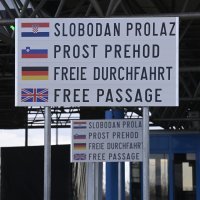 SLOBODAN PROLAZ
PROST PREHOD
FREIE DURCHFAHRT
FREE PASSAGE
SLOBODAN PROLAZ
PROST PREHOD
FREIE DURCHFAHRT
FREE PASSAGE